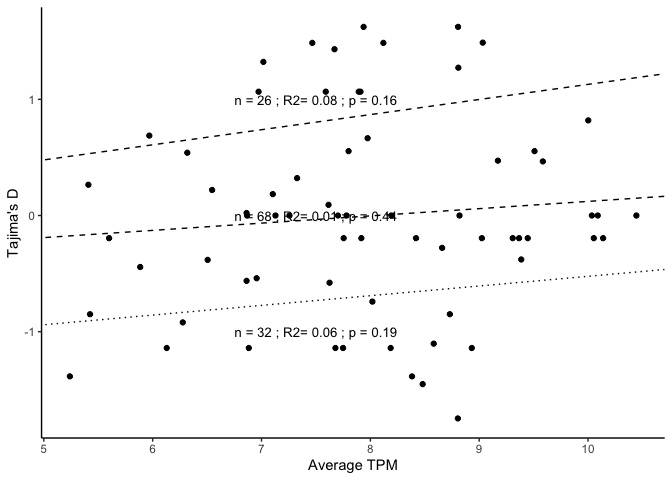 1
n = 26 ; R2= 0.08 ; p = 0.16
Tajima's D
0
n = 68 ; R2= 0.01 ; p = 0.44
-1
n = 32 ; R2= 0.06 ; p = 0.19
5 6 7 8 9 10
Average TPM